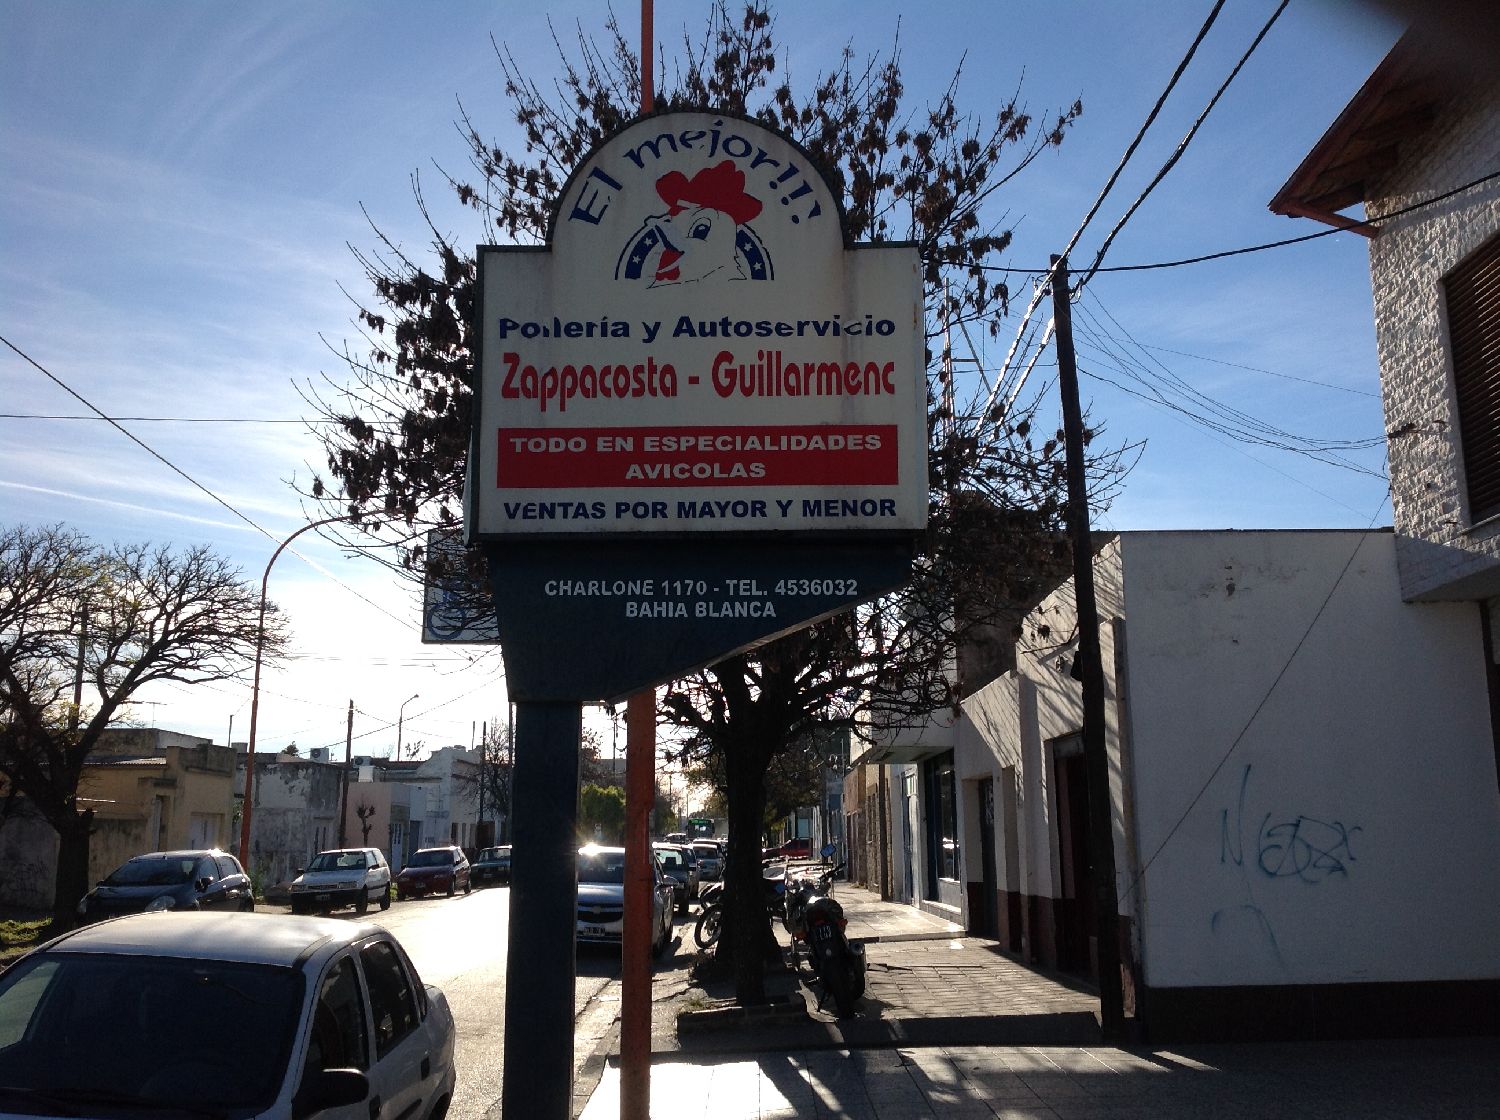 El mejor!!!
Pollería y Autoservicio
Zappacosta - Guillarmenc
TODO EN ESPECIALIDADES
AVICOLAS
VENTAS POR MAYOR Y MENOR
CHARLONE 1170 - TEL. 4536032
BAHIA BLANCA